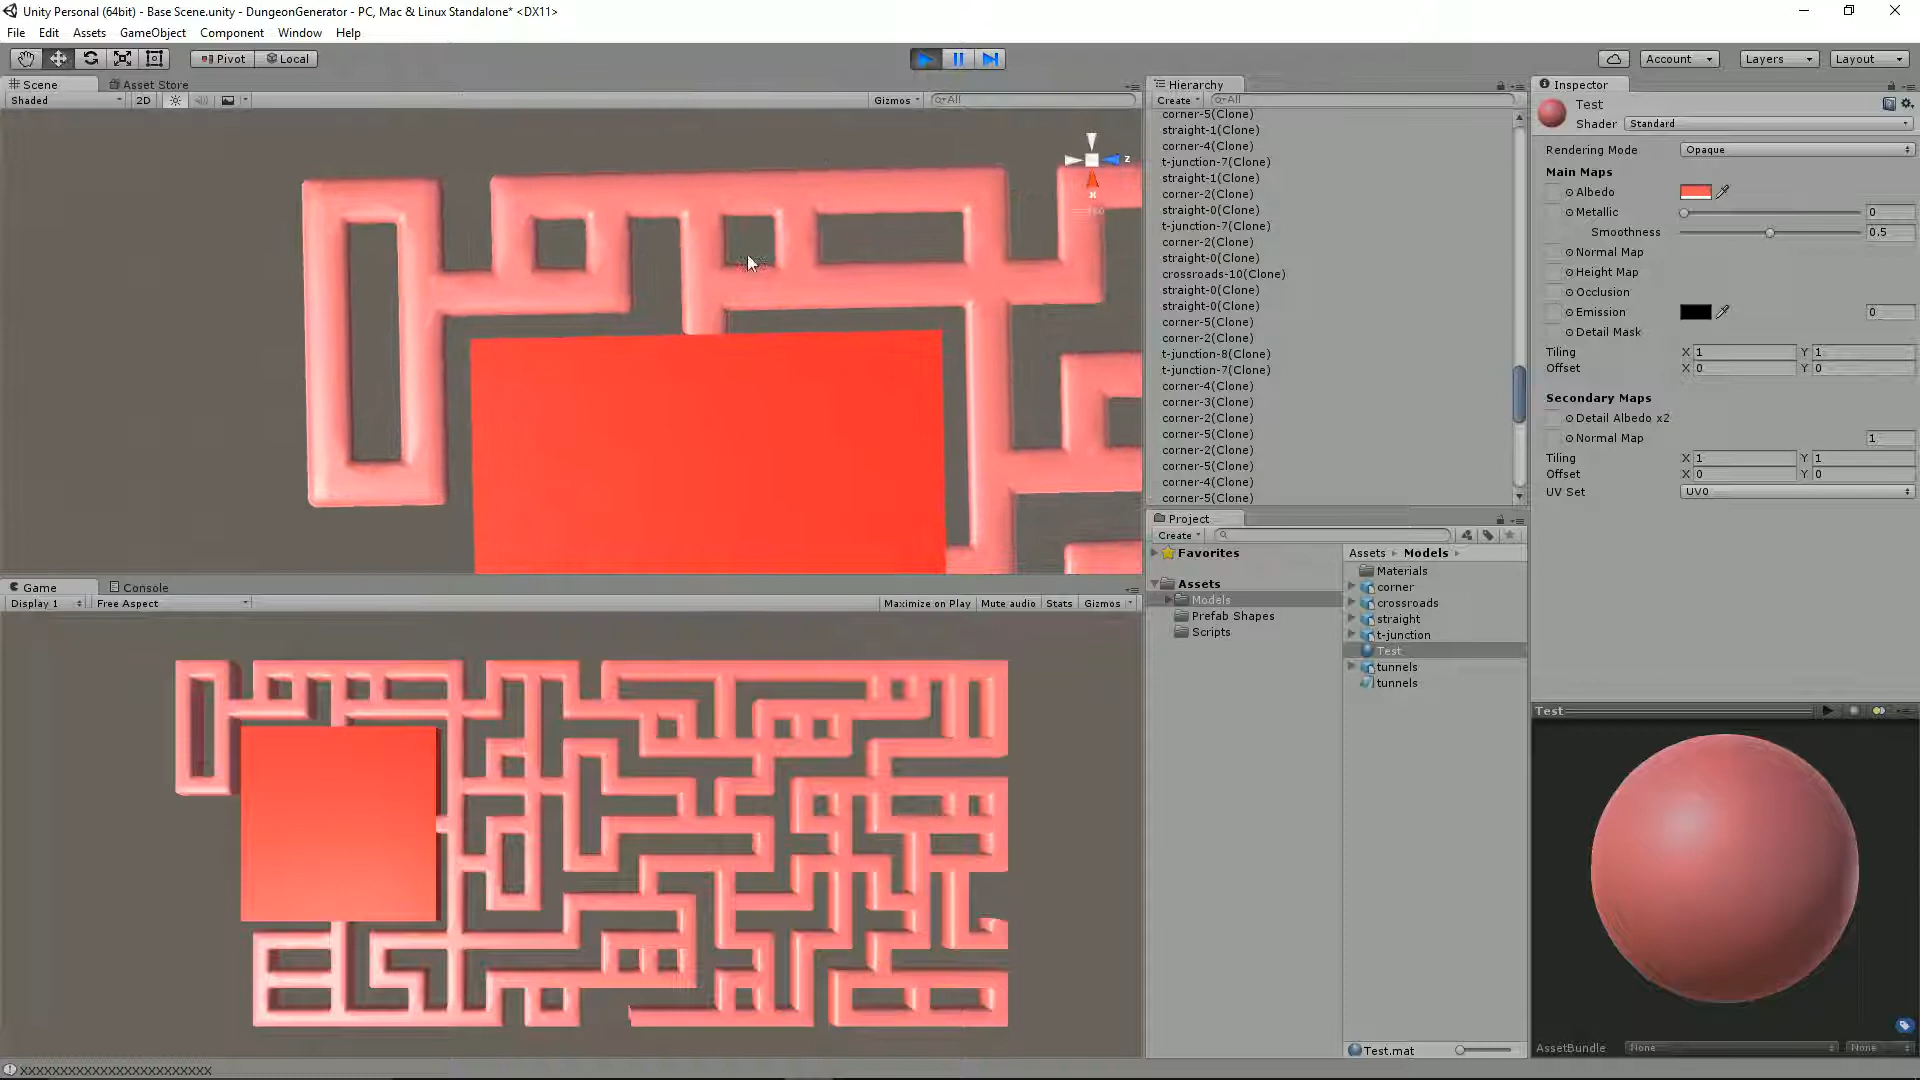 Unity Personal (64bit) - Base Scene.unity - DungeonGenerator - PC, Mac & Linux Standalone* <DX11>
File Edit Assets GameObject Component Window Help
Pivot Local Account Layers Layout
Scene Asset Store
Shaded 2D Gizmos All
z
x
Hierarchy
Create All
corner-5(Clone)
straight-1(Clone)
corner-4(Clone)
t-junction-7(Clone)
straight-1(Clone)
corner-2(Clone)
straight-0(Clone)
t-junction-7(Clone)
corner-2(Clone)
straight-0(Clone)
crossroads-10(Clone)
straight-0(Clone)
straight-0(Clone)
corner-5(Clone)
corner-2(Clone)
t-junction-8(Clone)
t-junction-7(Clone)
corner-4(Clone)
corner-3(Clone)
corner-2(Clone)
corner-5(Clone)
corner-2(Clone)
corner-5(Clone)
corner-4(Clone)
corner-5(Clone)
Inspector
Test
Shader Standard
Rendering Mode Opaque
Main Maps
Albedo
Metallic 0
Smoothness 0.5
Normal Map
Height Map
Occlusion
Emission 0
Detail Mask
Tiling X 1 Y 1
Offset X 0 Y 0
Secondary Maps
Detail Albedo x2
Normal Map 1
Tiling X 1 Y 1
Offset X 0 Y 0
UV Set UV0
Game Console
Display 1 Free Aspect Maximize on Play Mute audio Stats Gizmos
Project
Create
Favorites
Assets
Models
Prefab Shapes
Scripts
Assets Models
Materials
corner
crossroads
straight
t-junction
Test
tunnels
tunnels
Test.mat
Test
AssetBundle None None
XXXXXXXXXXXXXXXXXXXXXXXX